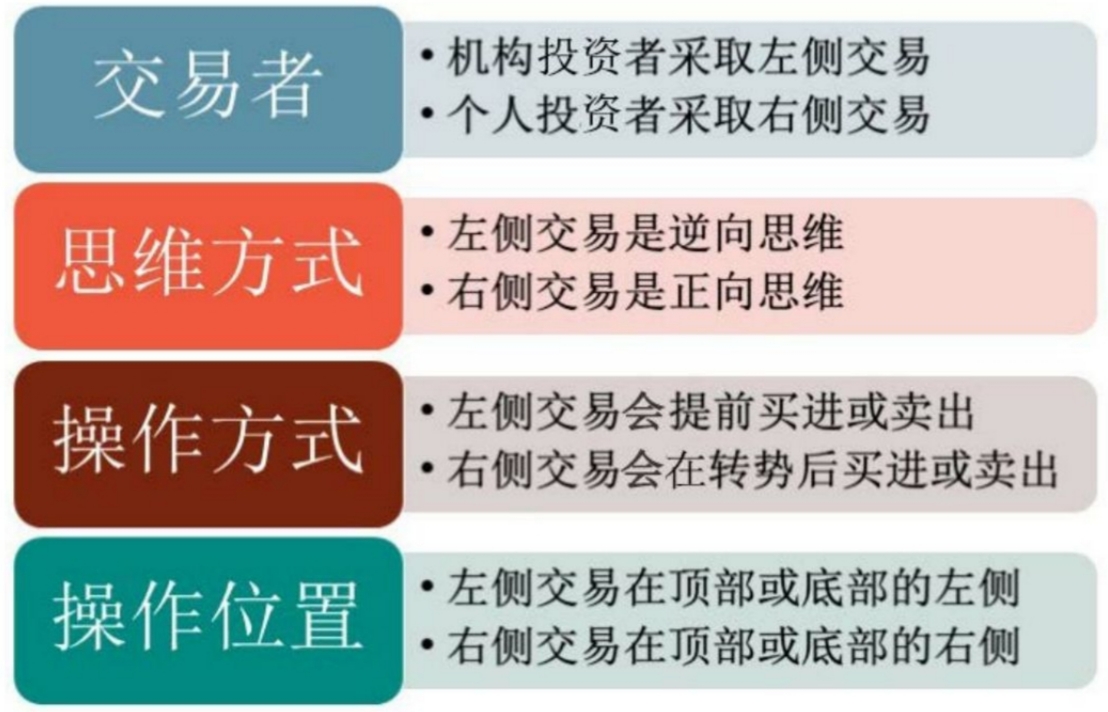 交易者
• 机构投资者采取左侧交易
• 个人投资者采取右侧交易
思维方式
• 左侧交易是逆向思维
• 右侧交易是正向思维
操作方式
• 左侧交易会提前买进或卖出
• 右侧交易会在转势后买进或卖出
操作位置
• 左侧交易在顶部或底部的左侧
• 右侧交易在顶部或底部的右侧